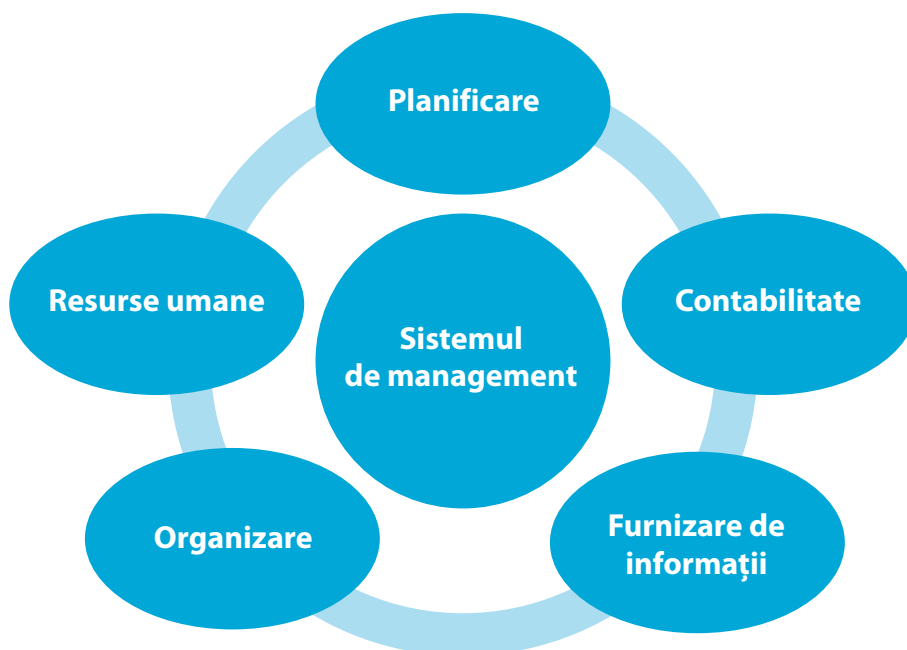 Planificare
Resurse umane
Contabilitate
Sistemul
de management
Organizare
Furnizare de
informații